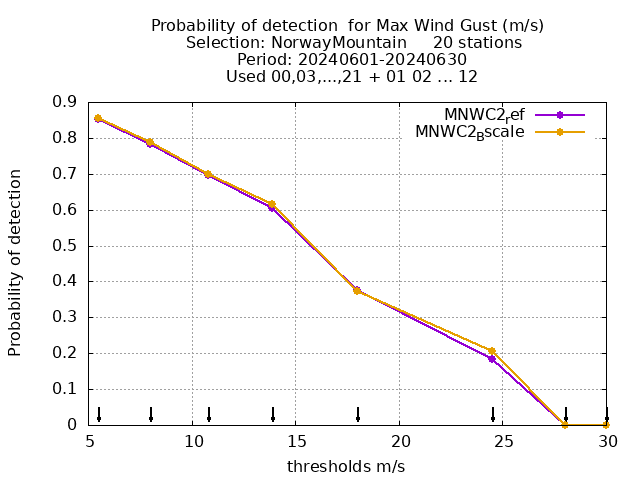 Probability of detection  for Max Wind Gust (m/s)
Selection: NorwayMountain     20 stations
Period: 20240601-20240630
Used 00,03,...,21 + 01 02 ... 12
MNWC2ref
MNWC2Bscale
Probability of detection
0.9
0.8
0.7
0.6
0.5
0.4
0.3
0.2
0.1
0
5 10 15 20 25 30
thresholds m/s